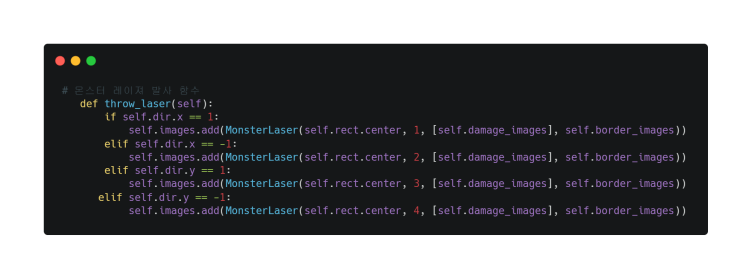 # 몬스터 레이저 발사 함수
def throw_laser(self):
if self.dir.x == 1:
self.images.add(MonsterLaser(self.rect.center, 1, [self.damage_images], self.border_images))
elif self.dir.x == -1:
self.images.add(MonsterLaser(self.rect.center, 2, [self.damage_images], self.border_images))
elif self.dir.y == 1:
self.images.add(MonsterLaser(self.rect.center, 3, [self.damage_images], self.border_images))
elif self.dir.y == -1:
self.images.add(MonsterLaser(self.rect.center, 4, [self.damage_images], self.border_images))